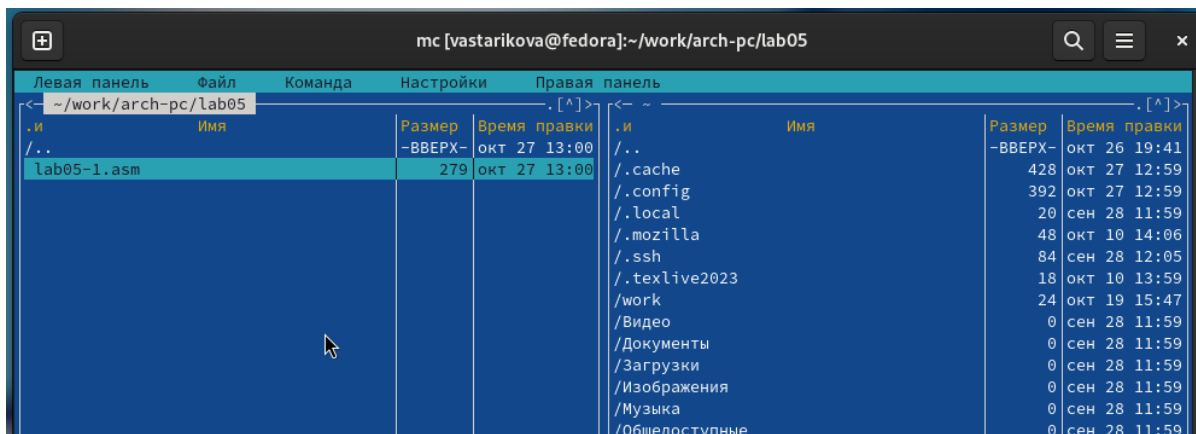 mc [vastarikova@fedora]:~/work/arch-pc/lab05
Левая панель Файл Команда Настройки Правая панель
<— ~/work/arch-pc/lab05 .[^]>
.и Имя Размер Время правки
/.. -ВВЕРХ- окт 27 13:00
lab05-1.asm 279 окт 27 13:00
<— ~ .[^]>
.и Имя Размер Время правки
/.. -ВВЕРХ- окт 26 19:41
/.cache 428 окт 27 12:59
/.config 392 окт 27 12:59
/.local 20 сен 28 11:59
/.mozilla 48 окт 10 14:06
/.ssh 84 сен 28 12:05
/.texlive2023 18 окт 10 13:59
/work 24 окт 19 15:47
/Видео 0 сен 28 11:59
/Документы 0 сен 28 11:59
/Загрузки 0 сен 28 11:59
/Изображения 0 сен 28 11:59
/Музыка 0 сен 28 11:59
/Общедоступные 0 сен 28 11:59